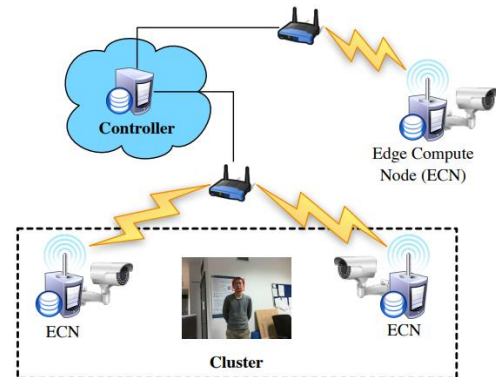 Controller
Edge Compute
Node (ECN)
ECN
ECN
Cluster